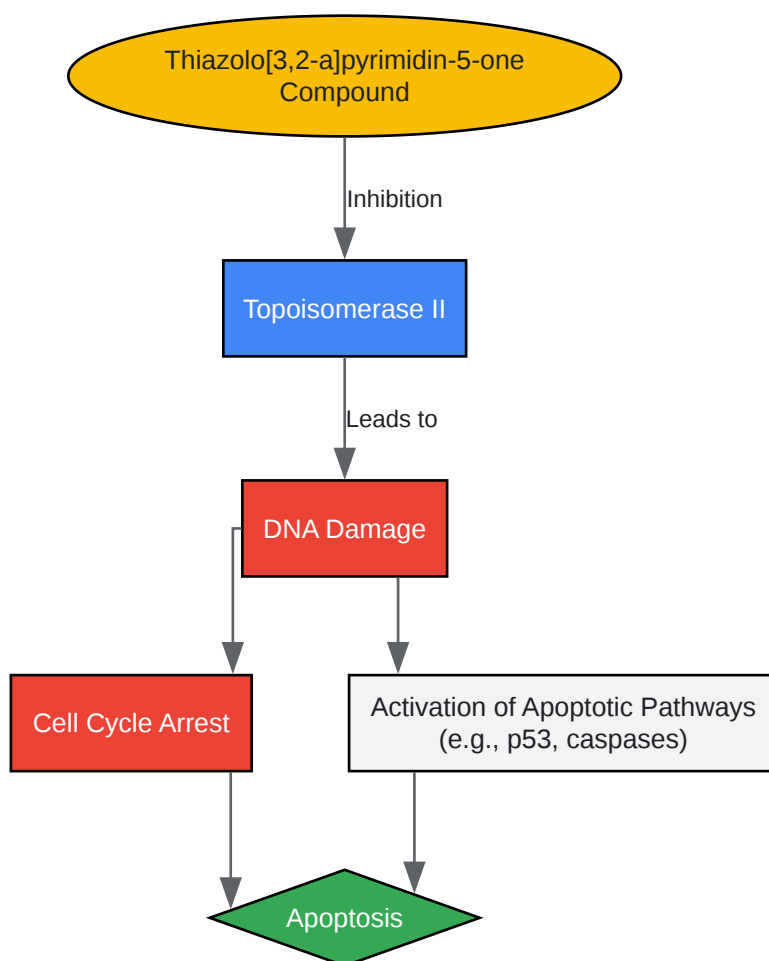 Thiazolo[3,2-a]pyrimidin-5-one
Compound
Inhibition
Topoisomerase II
Leads to
DNA Damage
Cell Cycle Arrest
Activation of Apoptotic Pathways
(e.g., p53, caspases)
Apoptosis